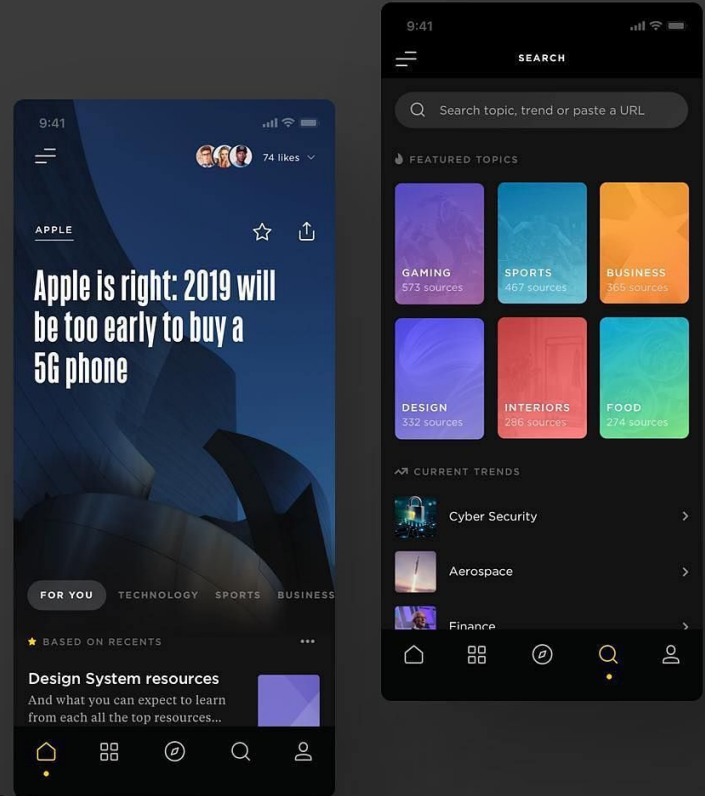 9:41
74 likes
APPLE
Apple is right: 2019 will
be too early to buy a
5G phone
FOR YOU TECHNOLOGY SPORTS BUSINESS
BASED ON RECENTS
Design System resources
And what you can expect to learn
from each all the top resources...
9:41
SEARCH
Search topic, trend or paste a URL
FEATURED TOPICS
GAMING
573 sources
SPORTS
467 sources
BUSINESS
365 sources
DESIGN
332 sources
INTERIORS
286 sources
FOOD
274 sources
CURRENT TRENDS
Cyber Security
Aerospace
Finance